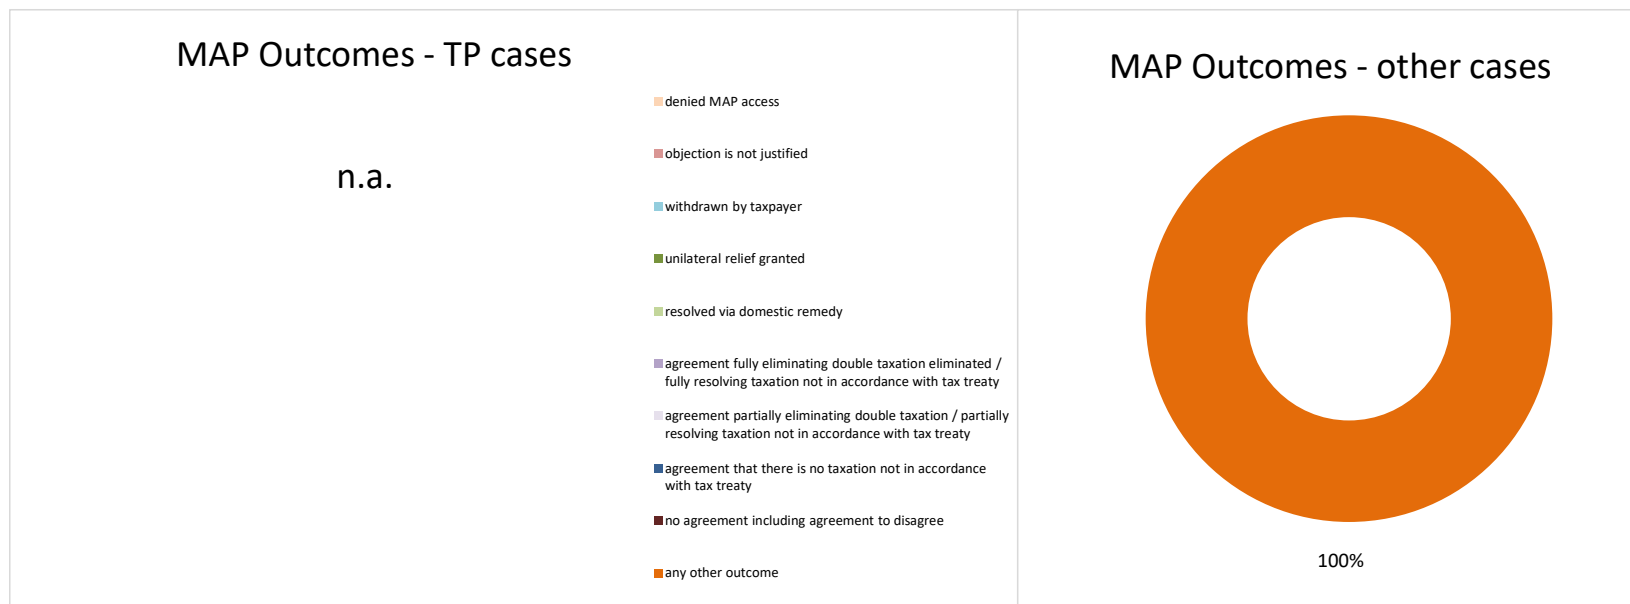 MAP Outcomes - TP cases
n.a.
denied MAP access
objection is not justified
withdrawn by taxpayer
unilateral relief granted
resolved via domestic remedy
agreement fully eliminating double taxation eliminated /
fully resolving taxation not in accordance with tax treaty
agreement partially eliminating double taxation / partially
resolving taxation not in accordance with tax treaty
agreement that there is no taxation not in accordance
with tax treaty
no agreement including agreement to disagree
any other outcome
MAP Outcomes - other cases
100%